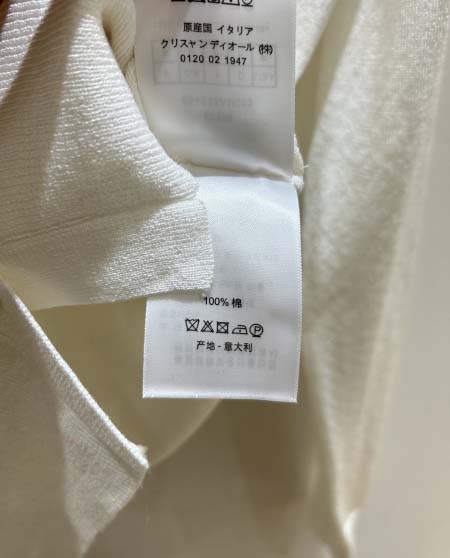 原産国 イタリア
クリスャン ディオール ㈱
0120 02 1947
100% 棉
产地 - 意大利